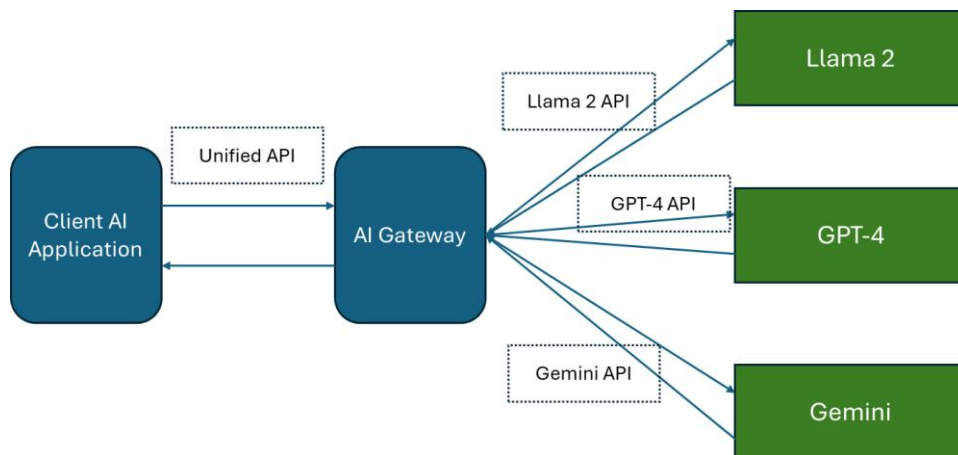 Unified API
Client AI
Application
AI Gateway
Llama 2 API
GPT-4 API
Gemini API
Llama 2
GPT-4
Gemini